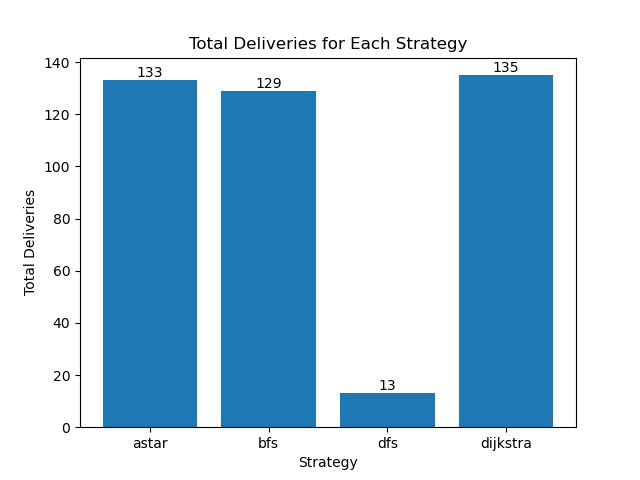 Total Deliveries for Each Strategy
140
120
100
80
60
40
20
0
Total Deliveries
133
129
13
135
astar
bfs
dfs
dijkstra
Strategy